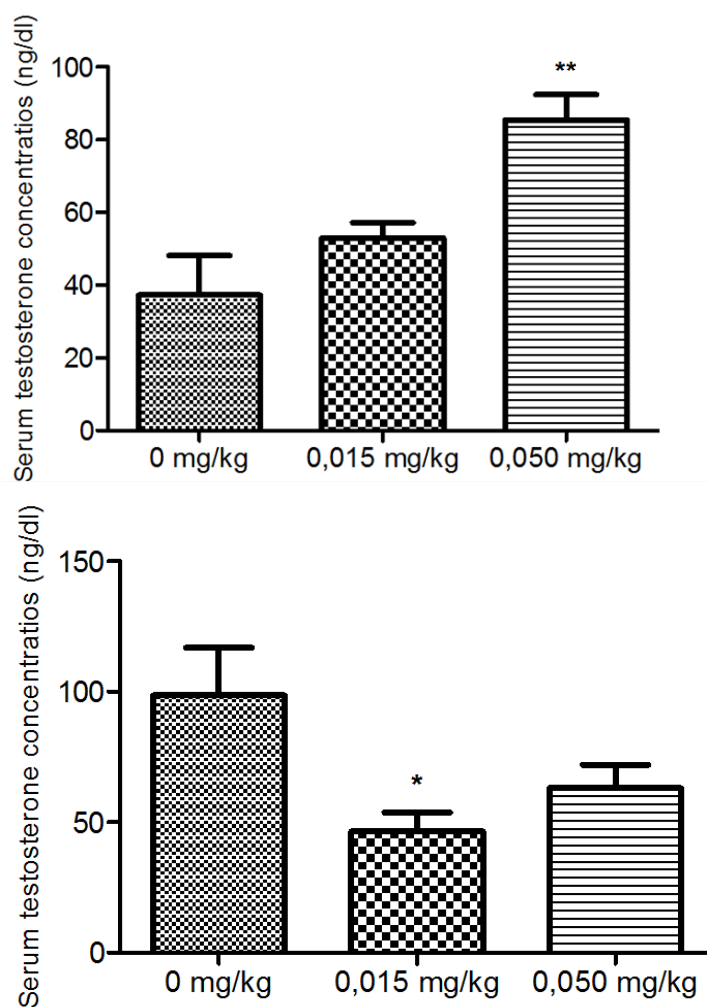 Serum testosterone concentratios (ng/dl)
100
80
60
40
20
0
**
0 mg/kg
0,015 mg/kg
0,050 mg/kg
Serum testosterone concentratios (ng/dl)
150
100
50
0
*
0 mg/kg
0,015 mg/kg
0,050 mg/kg